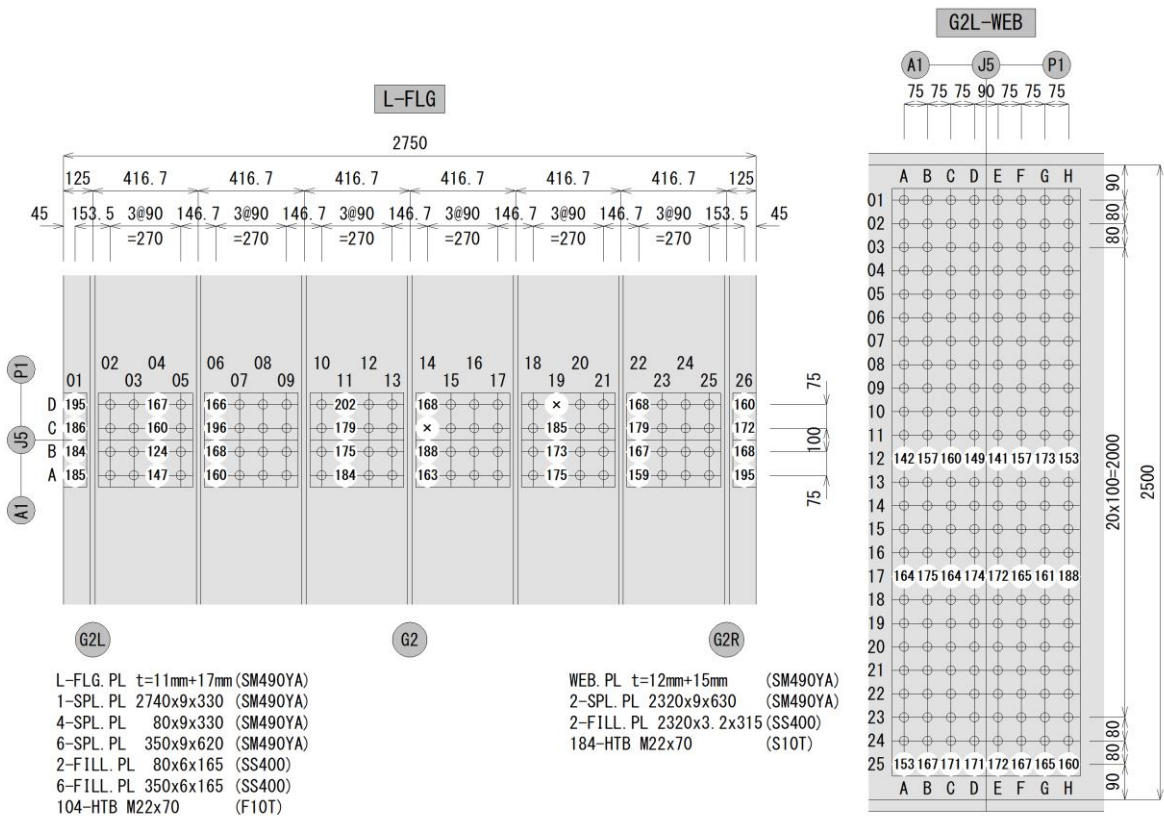 L-FLG
2750
125 416.7 416.7 416.7 416.7 416.7 416.7 125
45 153.5 3@90 146.7 3@90 146.7 3@90 146.7 3@90 146.7 3@90 146.7 3@90 153.5 45
=270 =270 =270 =270 =270 =270
02 04 06 08 10 12 14 16 18 20 22 24
01 03 05 07 09 11 13 15 17 19 21 23 25 26
P1
J5
A1
D 195 167 166 202 168 × 168 160
C 186 160 196 179 × 185 179 172
B 184 124 168 175 188 173 167 168
A 185 147 160 184 163 175 159 195
75
100
75
G2L G2 G2R
L-FLG.PL t=11mm+17mm(SM490YA)
1-SPL.PL 2740x9x330 (SM490YA)
4-SPL.PL 80x9x330 (SM490YA)
6-SPL.PL 350x9x620 (SM490YA)
2-FILL.PL 80x6x165 (SS400)
6-FILL.PL 350x6x165 (SS400)
104-HTB M22x70 (F10T)
WEB.PL t=12mm+15mm (SM490YA)
2-SPL.PL 2320x9x630 (SM490YA)
2-FILL.PL 2320x3.2x315(SS400)
184-HTB M22x70 (S10T)
G2L-WEB
A1 J5 P1
75 75 75 90 75 75 75
A B C D E F G H
01
02
03
04
05
06
07
08
09
10
11
12 142 157 160 149 141 157 173 153
13
14
15
16
17 164 175 164 174 172 165 161 188
18
19
20
21
22
23
24
25 153 167 171 171 172 167 165 160
A B C D E F G H
90
80
80
20x100=2000
80
80
90
2500